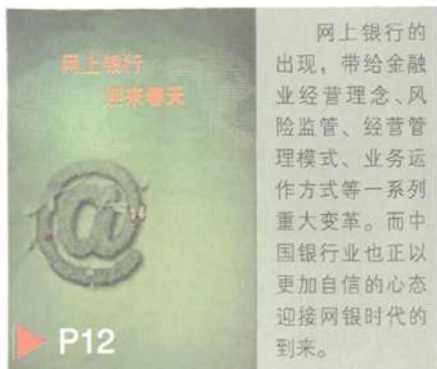 网上银行
迎来春天
P12
网上银行的
出现，带给金融
业经营理念、风
险监管、经营管
理模式、业务运
作方式等一系列
重大变革。而中
国银行业也正以
更加自信的心态
迎接网银时代的
到来。